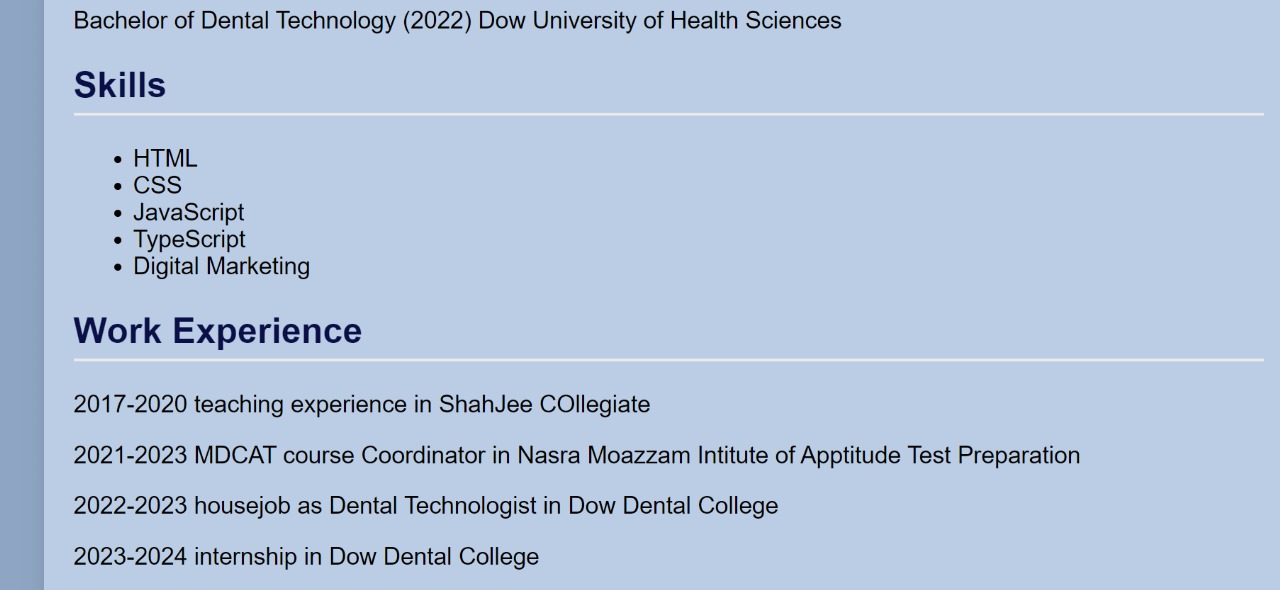 Bachelor of Dental Technology (2022) Dow University of Health Sciences
Skills
HTML
CSS
JavaScript
TypeScript
Digital Marketing
Work Experience
2017-2020 teaching experience in ShahJee COllegiate
2021-2023 MDCAT course Coordinator in Nasra Moazzam Intitute of Apptitude Test Preparation
2022-2023 housejob as Dental Technologist in Dow Dental College
2023-2024 internship in Dow Dental College